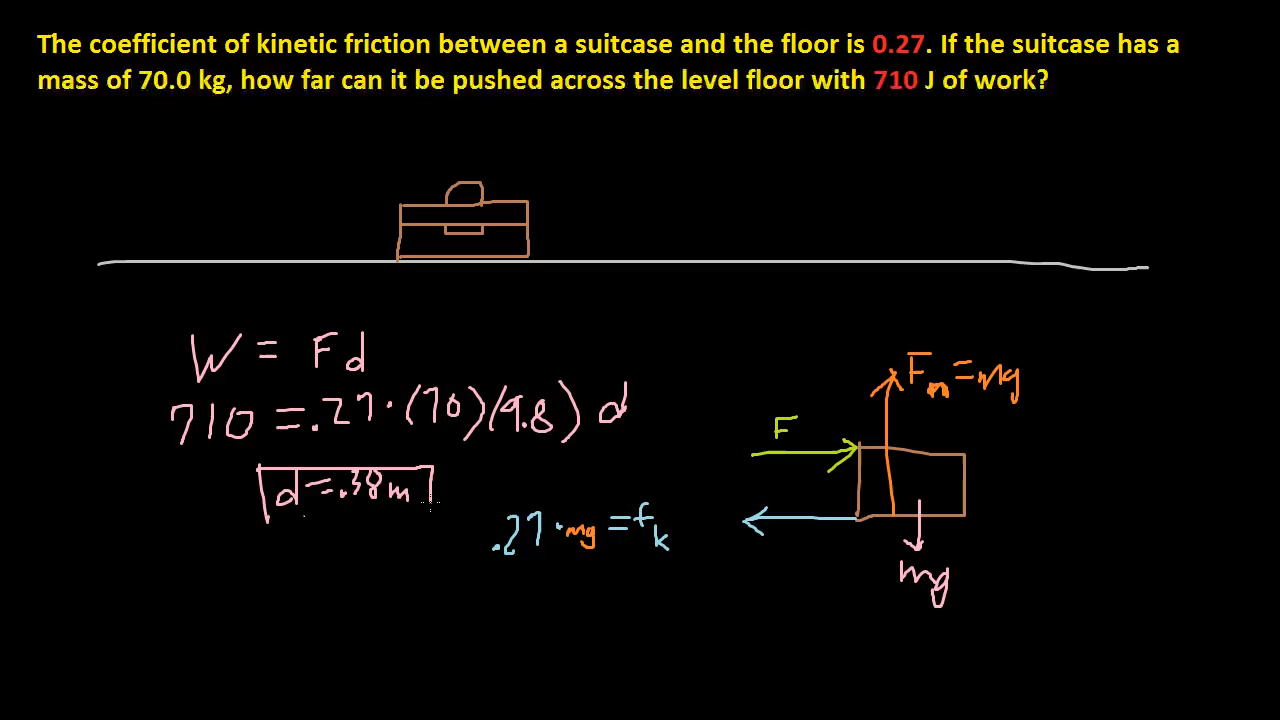 The coefficient of kinetic friction between a suitcase and the floor is 0.27. If the suitcase has a
mass of 70.0 kg, how far can it be pushed across the level floor with 710 J of work?
W = Fd
710 = .27·(70)(9.8) d
d = .38 m
.27·mg = fk
F
Fn = mg
mg